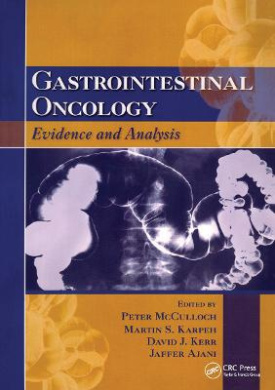 GASTROINTESTINAL
ONCOLOGY
Evidence and Analysis
EDITED BY
PETER MCCULLOCH
MARTIN S. KARPEH
DAVID J. KERR
JAFFER AJANI
CRC Press
Taylor & Francis Group